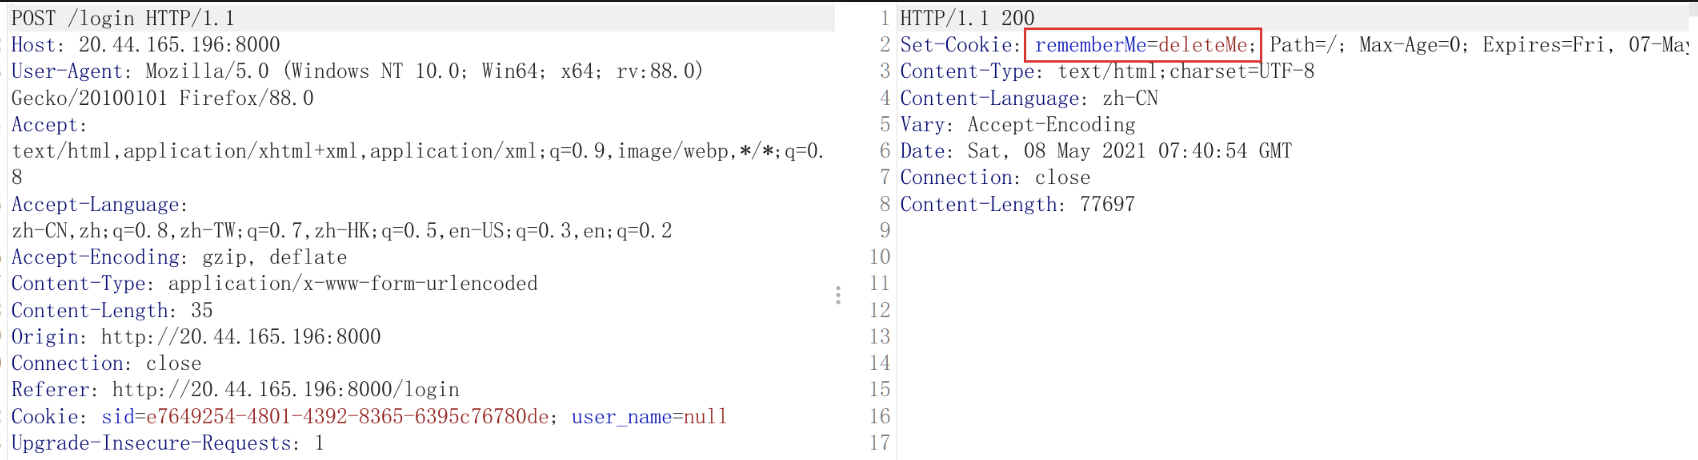 POST /login HTTP/1.1
Host: 20.44.165.196:8000
User-Agent: Mozilla/5.0 (Windows NT 10.0; Win64; x64; rv:88.0)
Gecko/20100101 Firefox/88.0
Accept:
text/html,application/xhtml+xml,application/xml;q=0.9,image/webp,*/*;q=0.
8
Accept-Language:
zh-CN,zh;q=0.8,zh-TW;q=0.7,zh-HK;q=0.5,en-US;q=0.3,en;q=0.2
Accept-Encoding: gzip, deflate
Content-Type: application/x-www-form-urlencoded
Content-Length: 35
Origin: http://20.44.165.196:8000
Connection: close
Referer: http://20.44.165.196:8000/login
Cookie: sid=e7649254-4801-4392-8365-6395c76780de; user_name=null
Upgrade-Insecure-Requests: 1
1 HTTP/1.1 200
2 Set-Cookie: rememberMe=deleteMe; Path=/; Max-Age=0; Expires=Fri, 07-May
3 Content-Type: text/html;charset=UTF-8
4 Content-Language: zh-CN
5 Vary: Accept-Encoding
6 Date: Sat, 08 May 2021 07:40:54 GMT
7 Connection: close
8 Content-Length: 77697
9
10
11
12
13
14
15
16
17